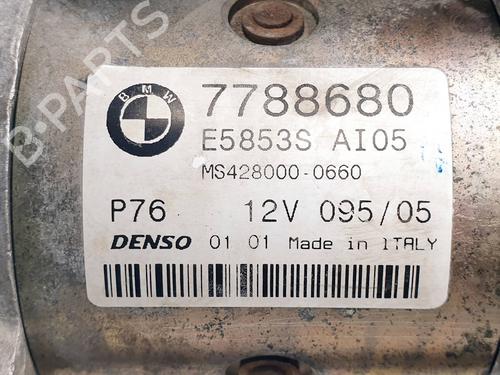 B-PARTS
BMW
7788680
E5853S AI05
MS428000-0660
P76 12V 095/05
DENSO 01 01 Made in ITALY